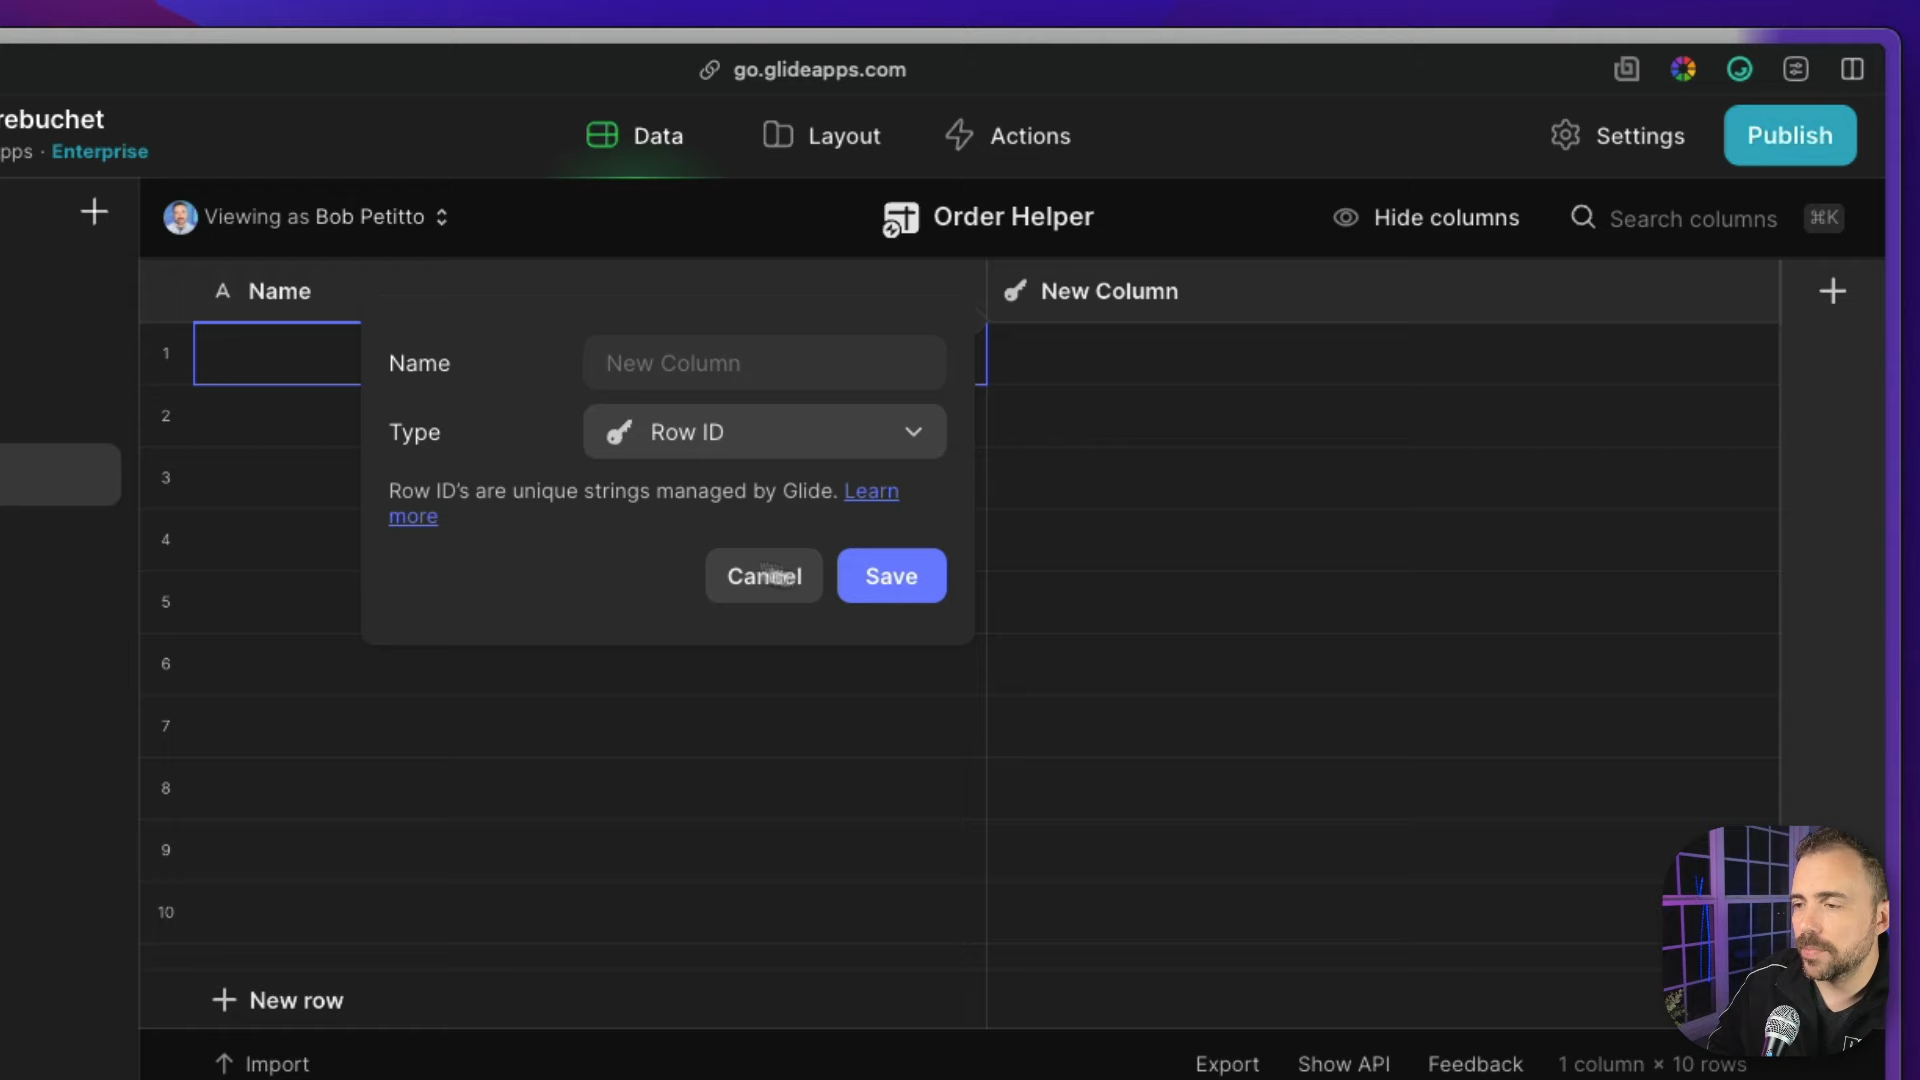 go.glideapps.com
rebuchet
pps · Enterprise
Data
Layout
Actions
Settings
Publish
Viewing as Bob Petitto
Order Helper
Hide columns
Search columns
⌘K
A Name
New Column
1
Name
New Column
2
Type
Row ID
3
Row ID's are unique strings managed by Glide. Learn
more
4
Cancel
Save
5
6
7
8
9
10
New row
Import
Export
Show API
Feedback
1 column × 10 rows